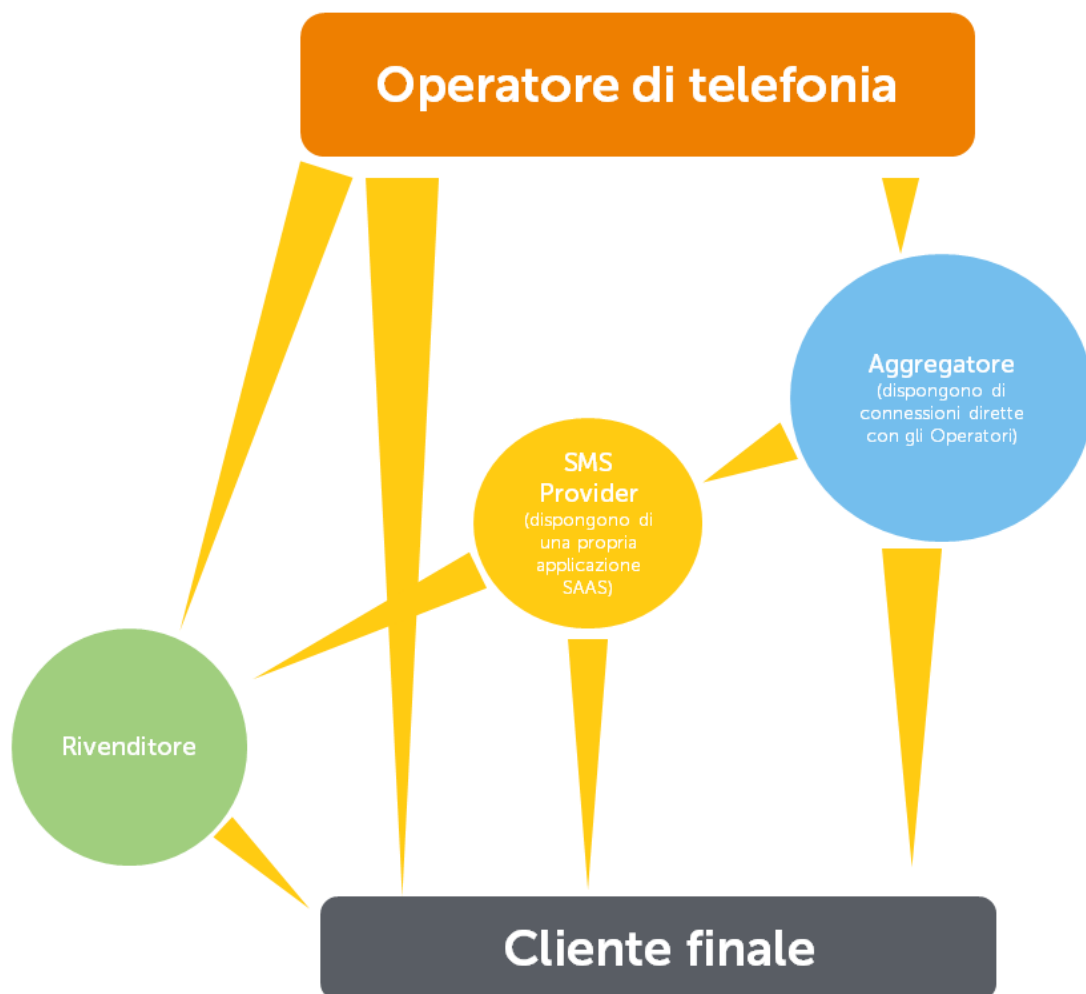 Operatore di telefonia
Aggregatore
(dispongono di
connessioni dirette
con gli Operatori)
SMS
Provider
(dispongono di
una propria
applicazione
SAAS)
Rivenditore
Cliente finale